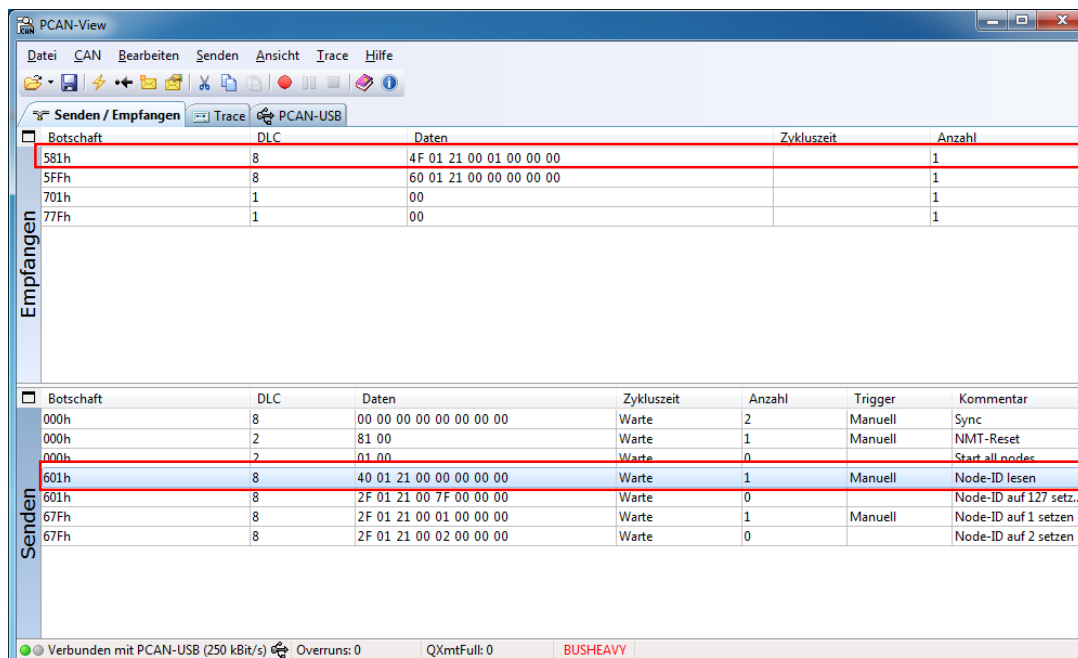 PCAN-View
Datei CAN Bearbeiten Senden Ansicht Trace Hilfe
Senden / Empfangen Trace PCAN-USB
Botschaft DLC Daten Zykluszeit Anzahl
581h 8 4F 01 21 00 01 00 00 00 1
5FFh 8 60 01 21 00 00 00 00 00 1
701h 1 00 1
77Fh 1 00 1
Empfangen
Botschaft DLC Daten Zykluszeit Anzahl Trigger Kommentar
000h 8 00 00 00 00 00 00 00 00 Warte 2 Manuell Sync
000h 2 81 00 Warte 1 Manuell NMT-Reset
000h 2 01 00 Warte 0 Start all nodes
601h 8 40 01 21 00 00 00 00 00 Warte 1 Manuell Node-ID lesen
601h 8 2F 01 21 00 7F 00 00 00 Warte 0 Node-ID auf 127 setz...
67Fh 8 2F 01 21 00 01 00 00 00 Warte 1 Manuell Node-ID auf 1 setzen
67Fh 8 2F 01 21 00 02 00 00 00 Warte 0 Node-ID auf 2 setzen
Senden
Verbunden mit PCAN-USB (250 kBit/s) Overruns: 0 QXmtFull: 0 BUSHEAVY